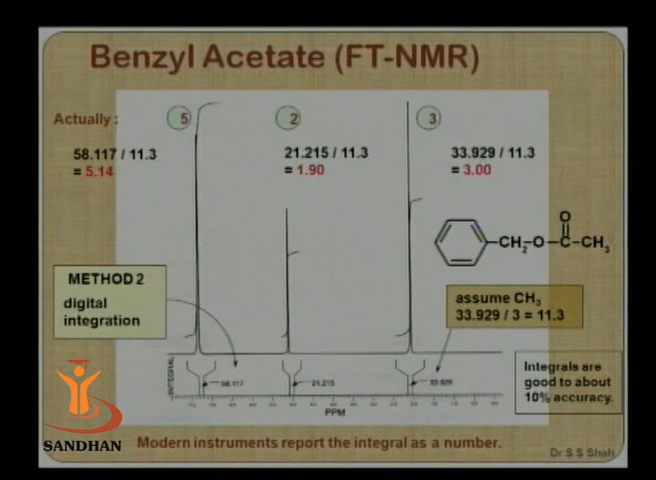 Benzyl Acetate (FT-NMR)
Actually :
5
2
3
58.117 / 11.3
= 5.14
21.215 / 11.3
= 1.90
33.929 / 11.3
= 3.00
O
CH2-O-C-CH3
METHOD 2
digital
integration
assume CH3
33.929 / 3 = 11.3
INTEGRAL
58.117
21.215
33.929
PPM
Integrals are
good to about
10% accuracy.
SANDHAN
Modern instruments report the integral as a number.
Dr S S Shah